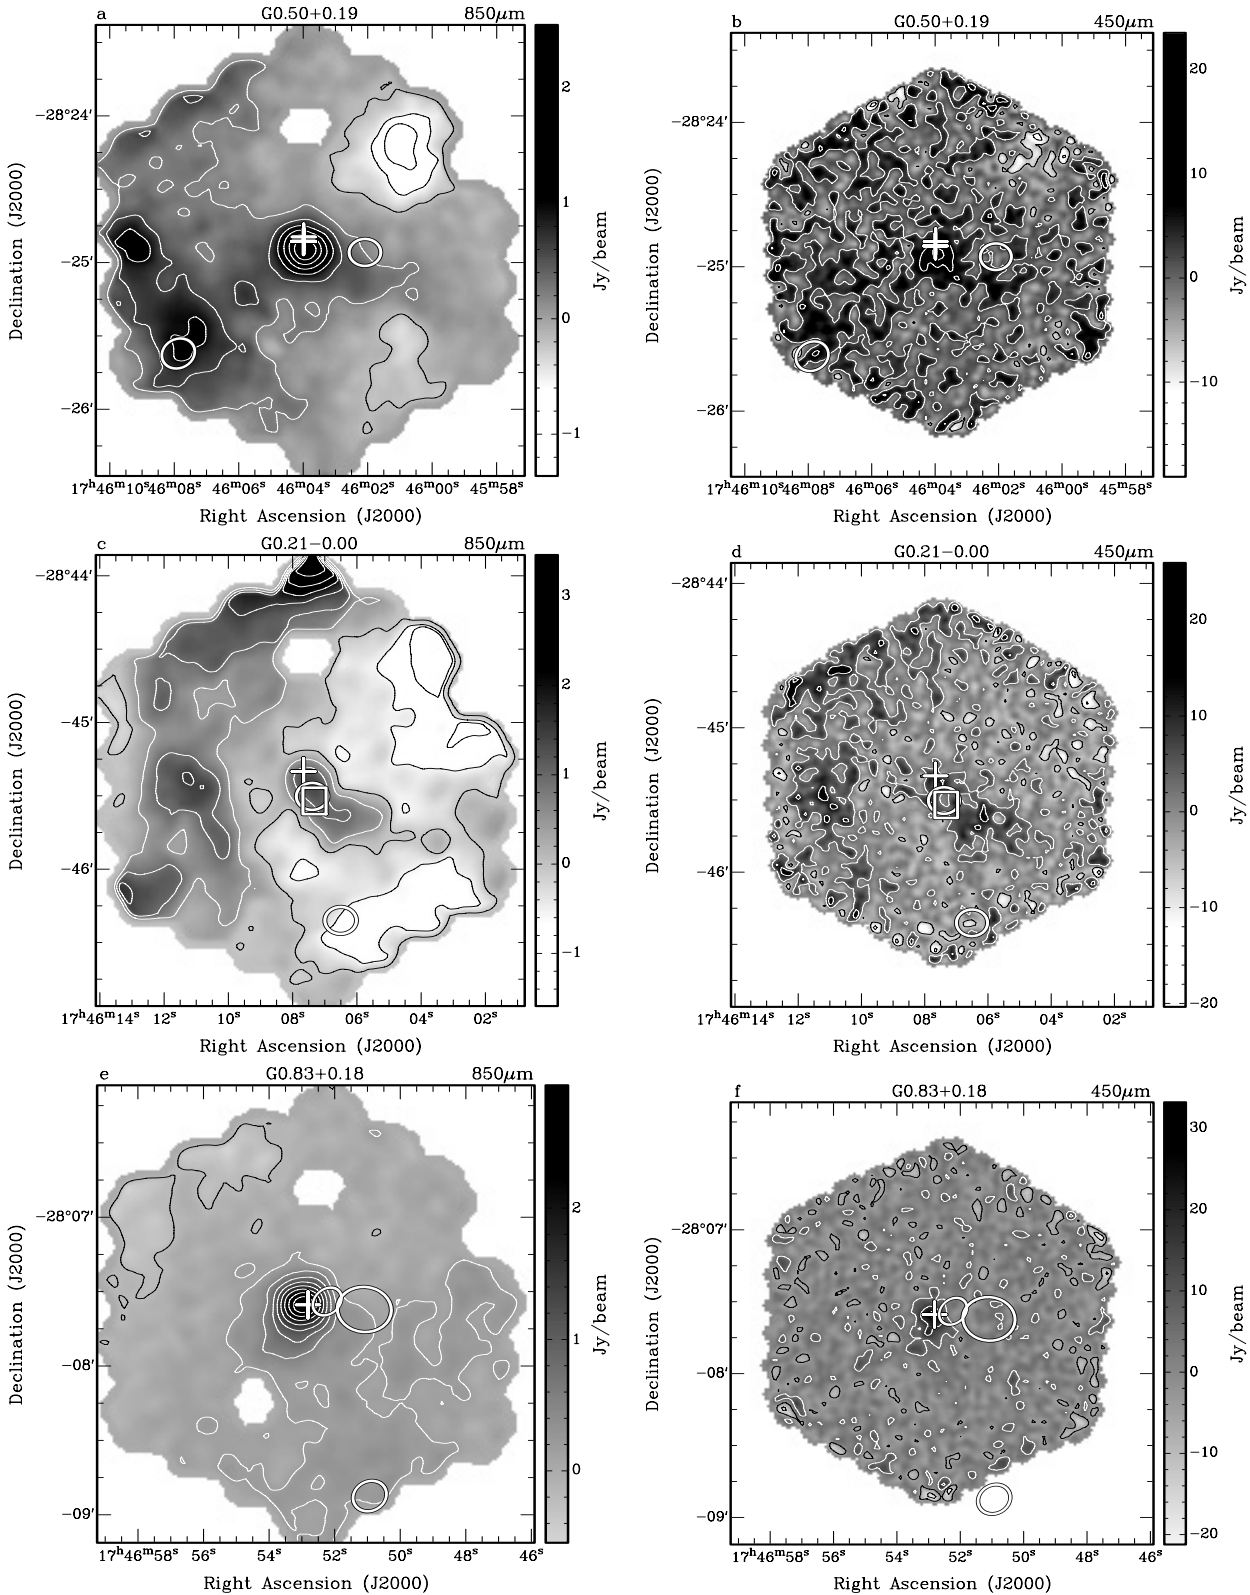 a G0.50+0.19 850μm
−28°24′
−25′
−26′
Declination (J2000)
2
1
0
−1
Jy/beam
17ʰ46ᵐ10ˢ 46ᵐ08ˢ 46ᵐ06ˢ 46ᵐ04ˢ 46ᵐ02ˢ 46ᵐ00ˢ 45ᵐ58ˢ
Right Ascension (J2000)
b G0.50+0.19 450μm
−28°24′
−25′
−26′
Declination (J2000)
20
10
0
−10
Jy/beam
17ʰ46ᵐ10ˢ 46ᵐ08ˢ 46ᵐ06ˢ 46ᵐ04ˢ 46ᵐ02ˢ 46ᵐ00ˢ 45ᵐ58ˢ
Right Ascension (J2000)
c G0.21−0.00 850μm
−28°44′
−45′
−46′
Declination (J2000)
3
2
1
0
−1
Jy/beam
17ʰ46ᵐ14ˢ 12ˢ 10ˢ 08ˢ 06ˢ 04ˢ 02ˢ
Right Ascension (J2000)
d G0.21−0.00 450μm
−28°44′
−45′
−46′
Declination (J2000)
20
10
0
−10
−20
Jy/beam
17ʰ46ᵐ14ˢ 12ˢ 10ˢ 08ˢ 06ˢ 04ˢ 02ˢ
Right Ascension (J2000)
e G0.83+0.18 850μm
−28°07′
−08′
−09′
Declination (J2000)
2
1
0
Jy/beam
17ʰ46ᵐ58ˢ 56ˢ 54ˢ 52ˢ 50ˢ 48ˢ 46ˢ
Right Ascension (J2000)
f G0.83+0.18 450μm
−28°07′
−08′
−09′
Declination (J2000)
30
20
10
0
−10
−20
Jy/beam
17ʰ46ᵐ58ˢ 56ˢ 54ˢ 52ˢ 50ˢ 48ˢ 46ˢ
Right Ascension (J2000)